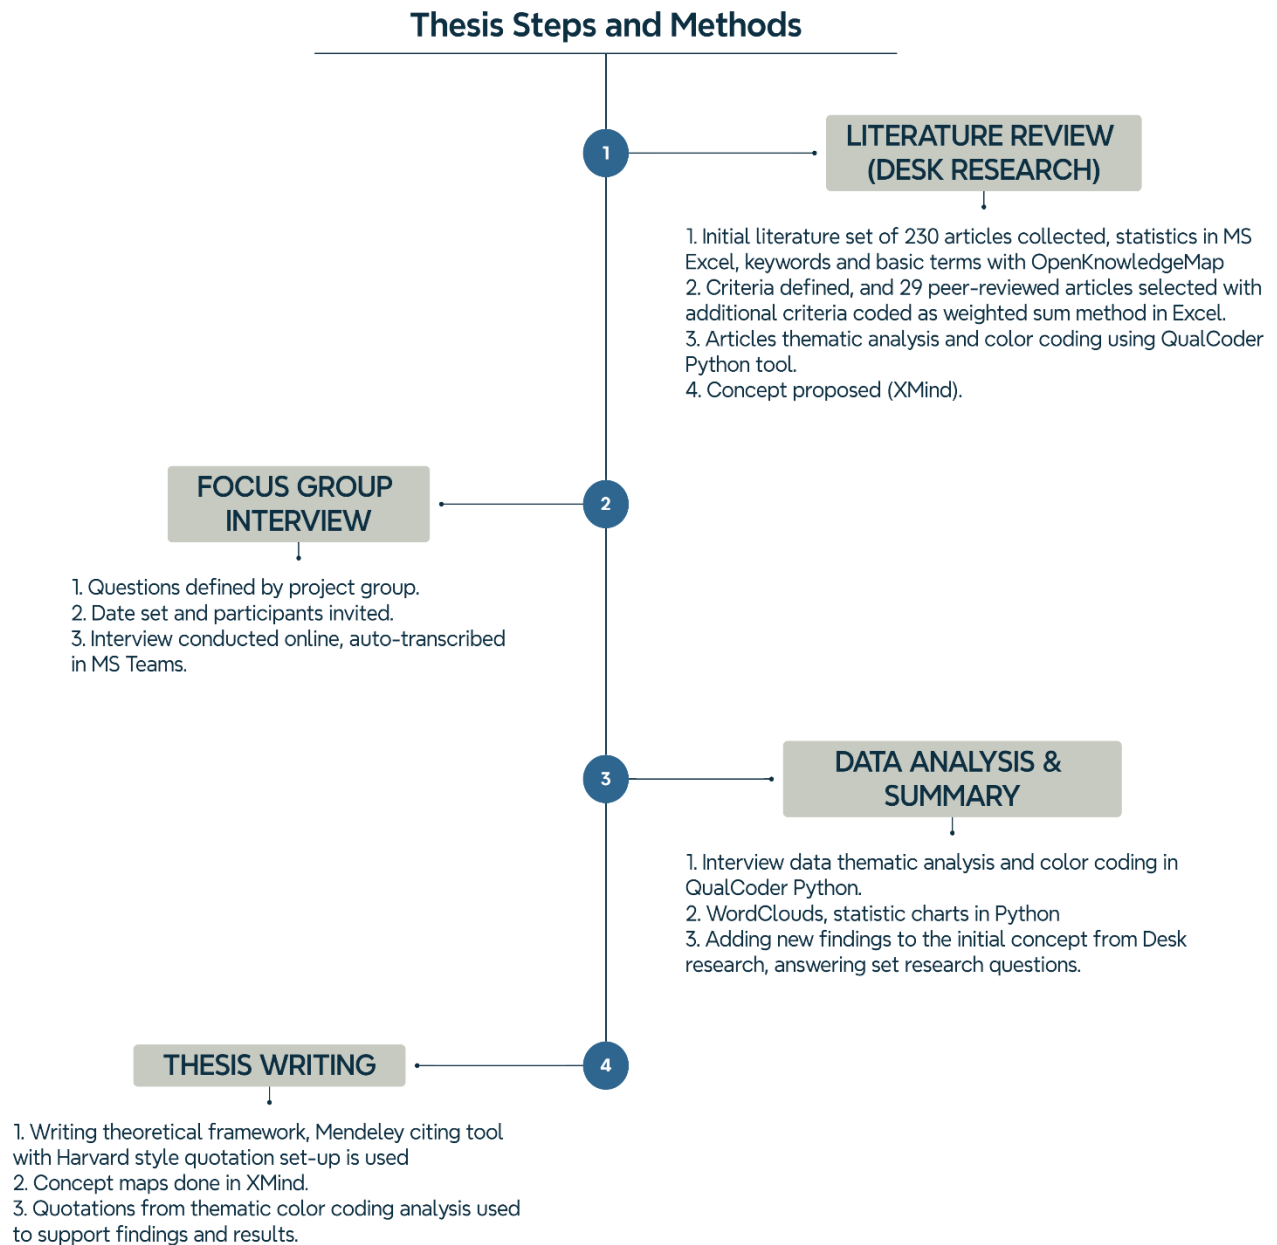 Thesis Steps and Methods
1
LITERATURE REVIEW
(DESK RESEARCH)
1. Initial literature set of 230 articles collected, statistics in MS
Excel, keywords and basic terms with OpenKnowledgeMap
2. Criteria defined, and 29 peer-reviewed articles selected with
additional criteria coded as weighted sum method in Excel.
3. Articles thematic analysis and color coding using QualCoder
Python tool.
4. Concept proposed (XMind).
2
FOCUS GROUP
INTERVIEW
1. Questions defined by project group.
2. Date set and participants invited.
3. Interview conducted online, auto-transcribed
in MS Teams.
3
DATA ANALYSIS &
SUMMARY
1. Interview data thematic analysis and color coding in
QualCoder Python.
2. WordClouds, statistic charts in Python
3. Adding new findings to the initial concept from Desk
research, answering set research questions.
4
THESIS WRITING
1. Writing theoretical framework, Mendeley citing tool
with Harvard style quotation set-up is used
2. Concept maps done in XMind.
3. Quotations from thematic color coding analysis used
to support findings and results.